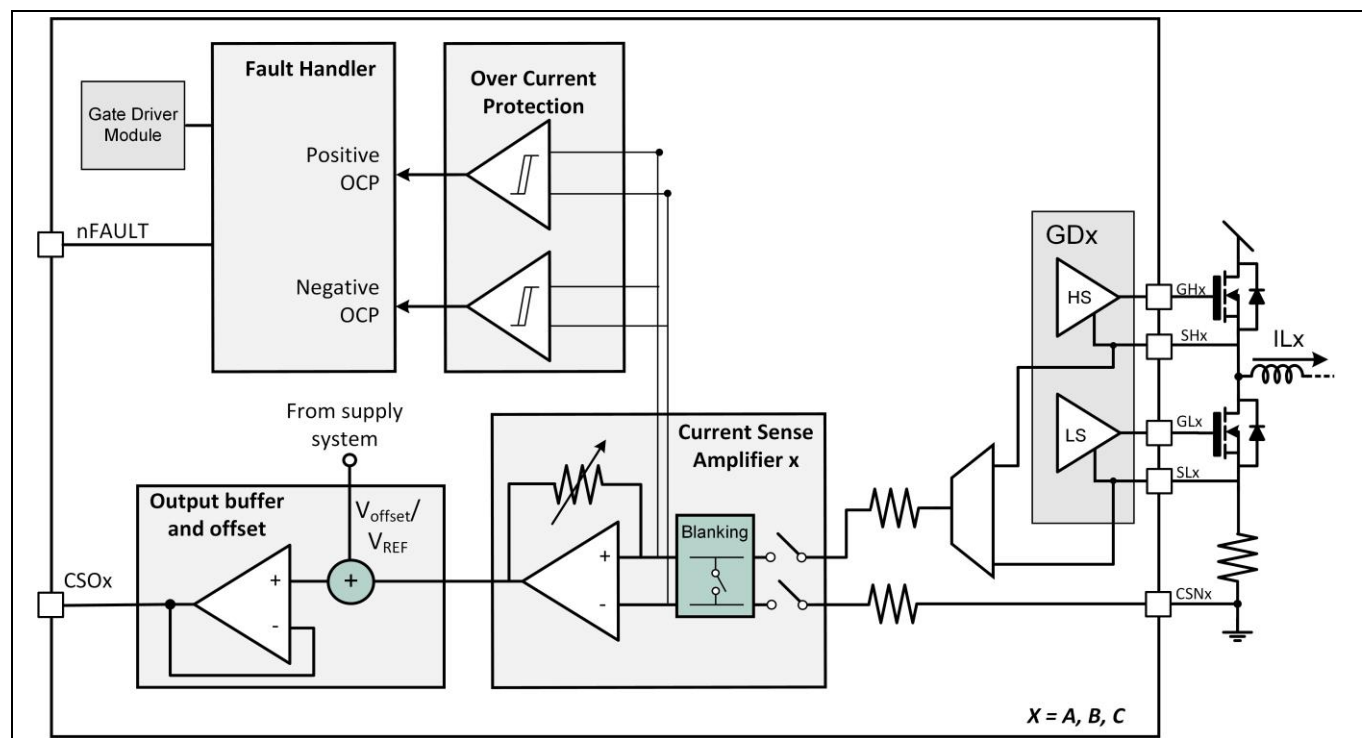 Fault Handler
Over Current
Protection
Gate Driver
Module
Positive
OCP
nFAULT
Negative
OCP
GDx
HS
GHx
SHx
ILx
LS
GLx
SLx
From supply
system
Current Sense
Amplifier x
Output buffer
and offset
Voffset/
VREF
Blanking
+
-
+
+
-
CSOx
CSNx
X = A, B, C